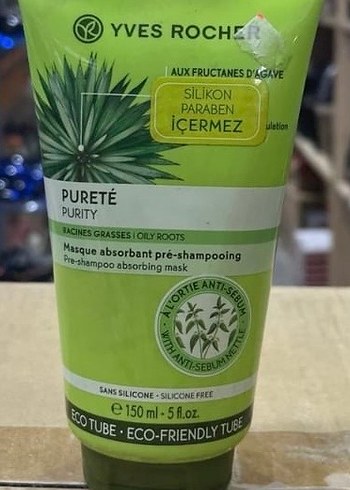 YVES ROCHER
AUX FRUCTANES D'AGAVE
SİLİKON
PARABEN
İÇERMEZ
PURETÉ
PURITY
RACINES GRASSES | OILY ROOTS
Masque absorbant pré-shampooing
Pre-shampoo absorbing mask
À L'ORTIE ANTI-SEBUM
WITH ANTI-SEBUM NETTLE
SANS SILICONE • SILICONE FREE
℮ 150 ml - 5 fl.oz.
ECO TUBE • ECO-FRIENDLY TUBE